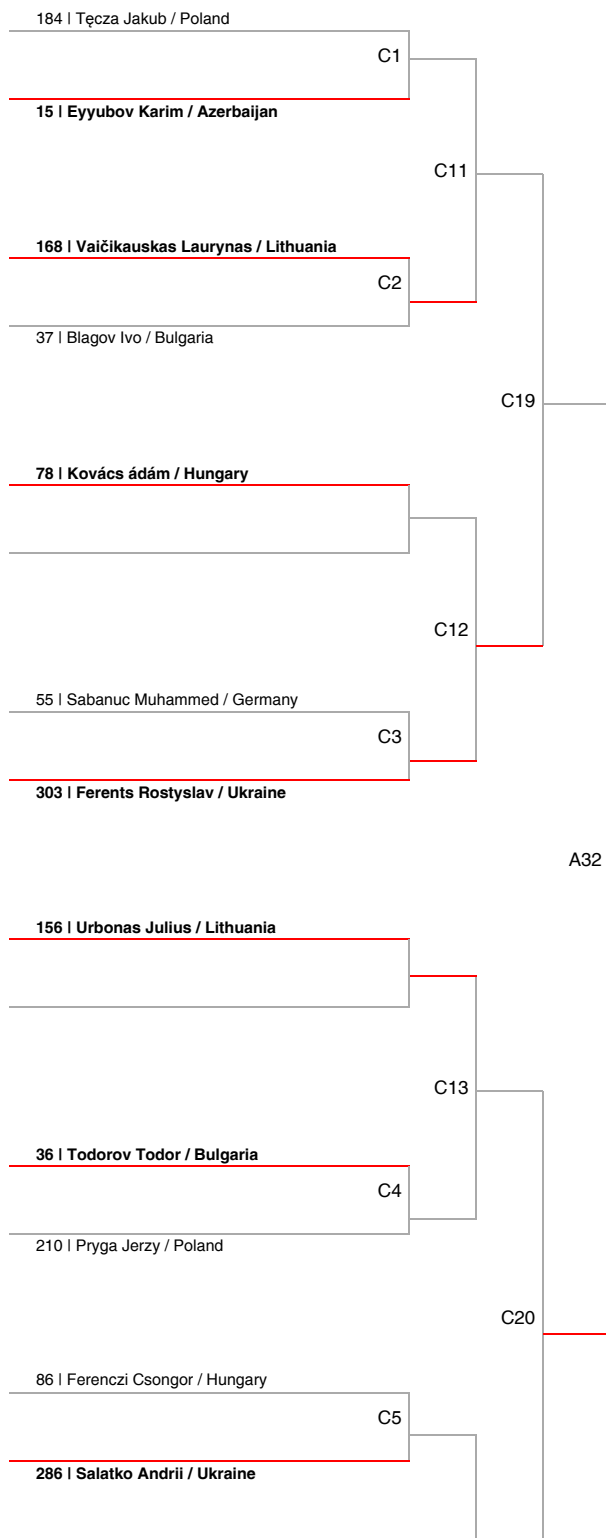 184 | Tęcza Jakub / Poland
C1
15 | Eyyubov Karim / Azerbaijan
C11
168 | Vaičikauskas Laurynas / Lithuania
C2
37 | Blagov Ivo / Bulgaria
C19
78 | Kovács ádám / Hungary
C12
55 | Sabanuc Muhammed / Germany
C3
303 | Ferents Rostyslav / Ukraine
A32
156 | Urbonas Julius / Lithuania
C13
36 | Todorov Todor / Bulgaria
C4
210 | Pryga Jerzy / Poland
C20
86 | Ferenczi Csongor / Hungary
C5
286 | Salatko Andrii / Ukraine